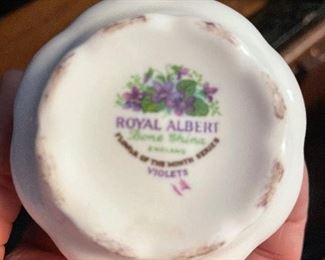 ROYAL ALBERT
Bone China
ENGLAND
FLOWER OF THE MONTH SERIES
VIOLETS